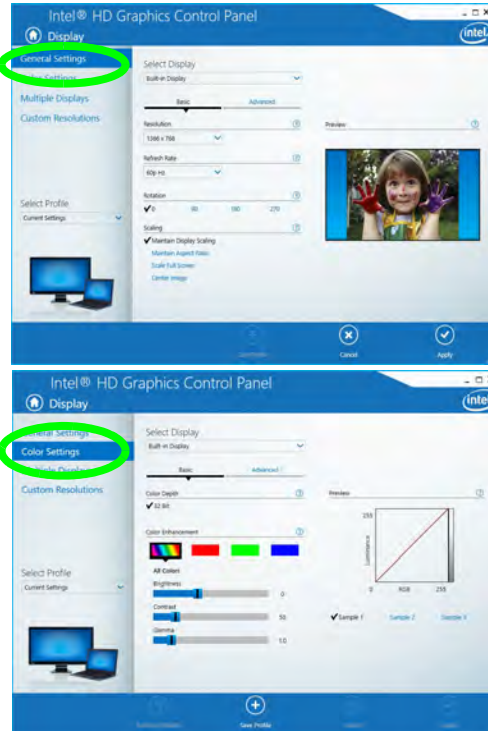 Intel® HD Graphics Control Panel
Display
intel
General Settings
Color Settings
Multiple Displays
Custom Resolutions
Select Profile
Current Settings
Select Display
Built-in Display
Basic
Advanced
Resolution
1366 x 768
Refresh Rate
60p Hz
Rotation
0 90 180 270
Scaling
Maintain Display Scaling
Maintain Aspect Ratio
Scale Full Screen
Center Image
Preview
Cancel
Apply
Intel® HD Graphics Control Panel
Display
intel
General Settings
Color Settings
Multiple Displays
Custom Resolutions
Select Profile
Current Settings
Select Display
Built-in Display
Basic
Advanced
Color Depth
32 Bit
Color Enhancement
All Colors
Brightness
0
Contrast
50
Gamma
1.0
Preview
255
Luminance
0 RGB 255
Sample 1 Sample 2 Sample 3
Save Profile